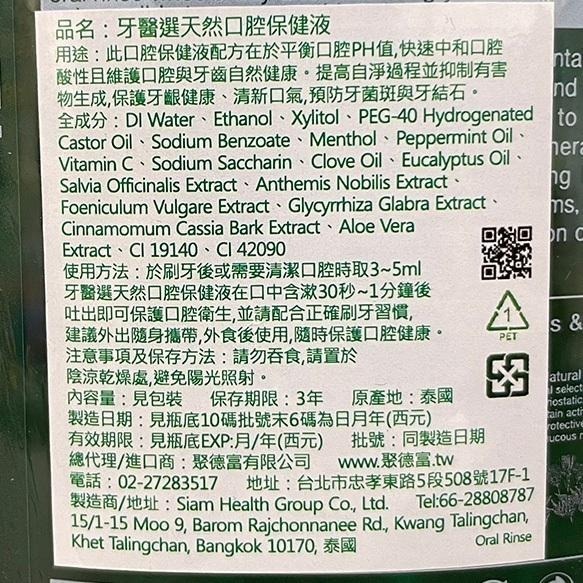 品名：牙醫選天然口腔保健液
用途：此口腔保健液配方在於平衡口腔PH值,快速中和口腔
酸性且維護口腔與牙齒自然健康。提高自淨過程並抑制有害
物生成,保護牙齦健康、清新口氣,預防牙菌斑與牙結石。
全成分：DI Water、Ethanol、Xylitol、PEG-40 Hydrogenated
Castor Oil、Sodium Benzoate、Menthol、Peppermint Oil、
Vitamin C、Sodium Saccharin、Clove Oil、Eucalyptus Oil、
Salvia Officinalis Extract、Anthemis Nobilis Extract、
Foeniculum Vulgare Extract、Glycyrrhiza Glabra Extract、
Cinnamomum Cassia Bark Extract、Aloe Vera
Extract、CI 19140、CI 42090
使用方法：於刷牙後或需要清潔口腔時取3~5ml
牙醫選天然口腔保健液在口中含漱30秒~1分鐘後
吐出即可保護口腔衛生,並請配合正確刷牙習慣,
建議外出隨身攜帶,外食後使用,隨時保護口腔健康。
注意事項及保存方法：請勿吞食,請置於
陰涼乾燥處,避免陽光照射。
1
PET
內容量：見包裝 保存期限：3年 原產地：泰國
製造日期：見瓶底10碼批號末6碼為日月年(西元)
有效期限：見瓶底EXP:月/年(西元) 批號：同製造日期
總代理/進口商：聚德富有限公司 www.聚德富.tw
電話：02-27283517 地址：台北市忠孝東路5段508號17F-1
製造商/地址：Siam Health Group Co., Ltd. Tel:66-28808787
15/1-15 Moo 9, Barom Rajchonnanee Rd., Kwang Talingchan,
Khet Talingchan, Bangkok 10170, 泰國 Oral Rinse